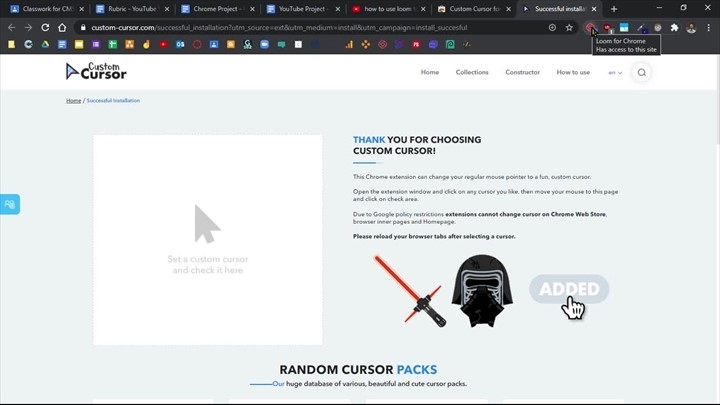 Classwork for CM
Rubric - YouTube
Chrome Project - G
YouTube Project -
how to use loom t
Custom Cursor for
Successful installa
custom-cursor.com/successful_installation?utm_source=ext&utm_medium=install&utm_campaign=install_succesful
Loom for Chrome
Has access to this site
Custom
Cursor
Home
Collections
Constructor
How to use
en
Home / Successful Installation
THANK YOU FOR CHOOSING
CUSTOM CURSOR!
This Chrome extension can change your regular mouse pointer to a fun, custom cursor.
Open the extension window and click on any cursor you like, then move your mouse to this page
and click on check area.
Due to Google policy restrictions extensions cannot change cursor on Chrome Web Store,
browser inner pages and Homepage.
Please reload your browser tabs after selecting a cursor.
Set a custom cursor
and check it here
ADDED
RANDOM CURSOR PACKS
Our huge database of various, beautiful and cute cursor packs.